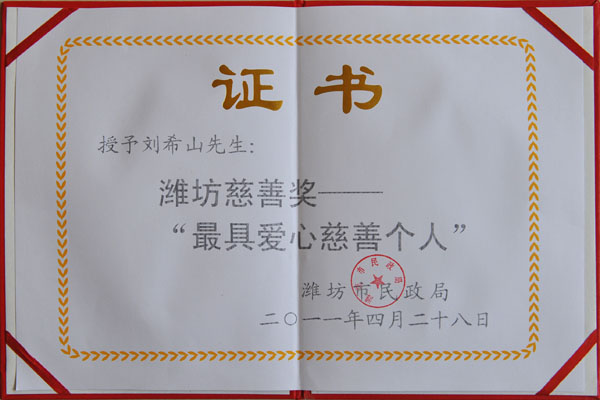 证书
授予刘希山先生：
潍坊慈善奖——
“最具爱心慈善个人”
潍坊市民政局
二〇一一年四月二十八日